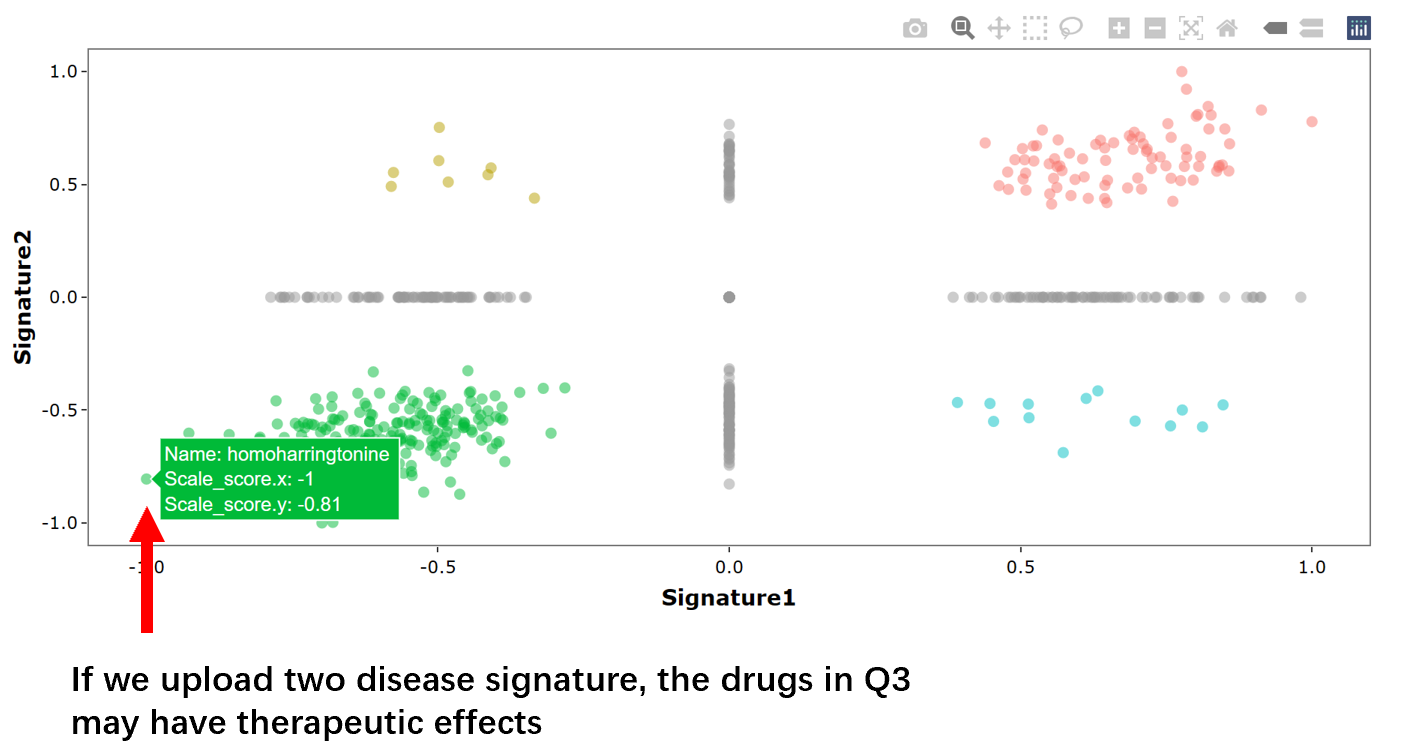 1.0
0.5
0.0
-0.5
-1.0
Signature2
Name: homoharringtonine
Scale_score.x: -1
Scale_score.y: -0.81
-1.0 -0.5 0.0 0.5 1.0
Signature1
If we upload two disease signature, the drugs in Q3
may have therapeutic effects